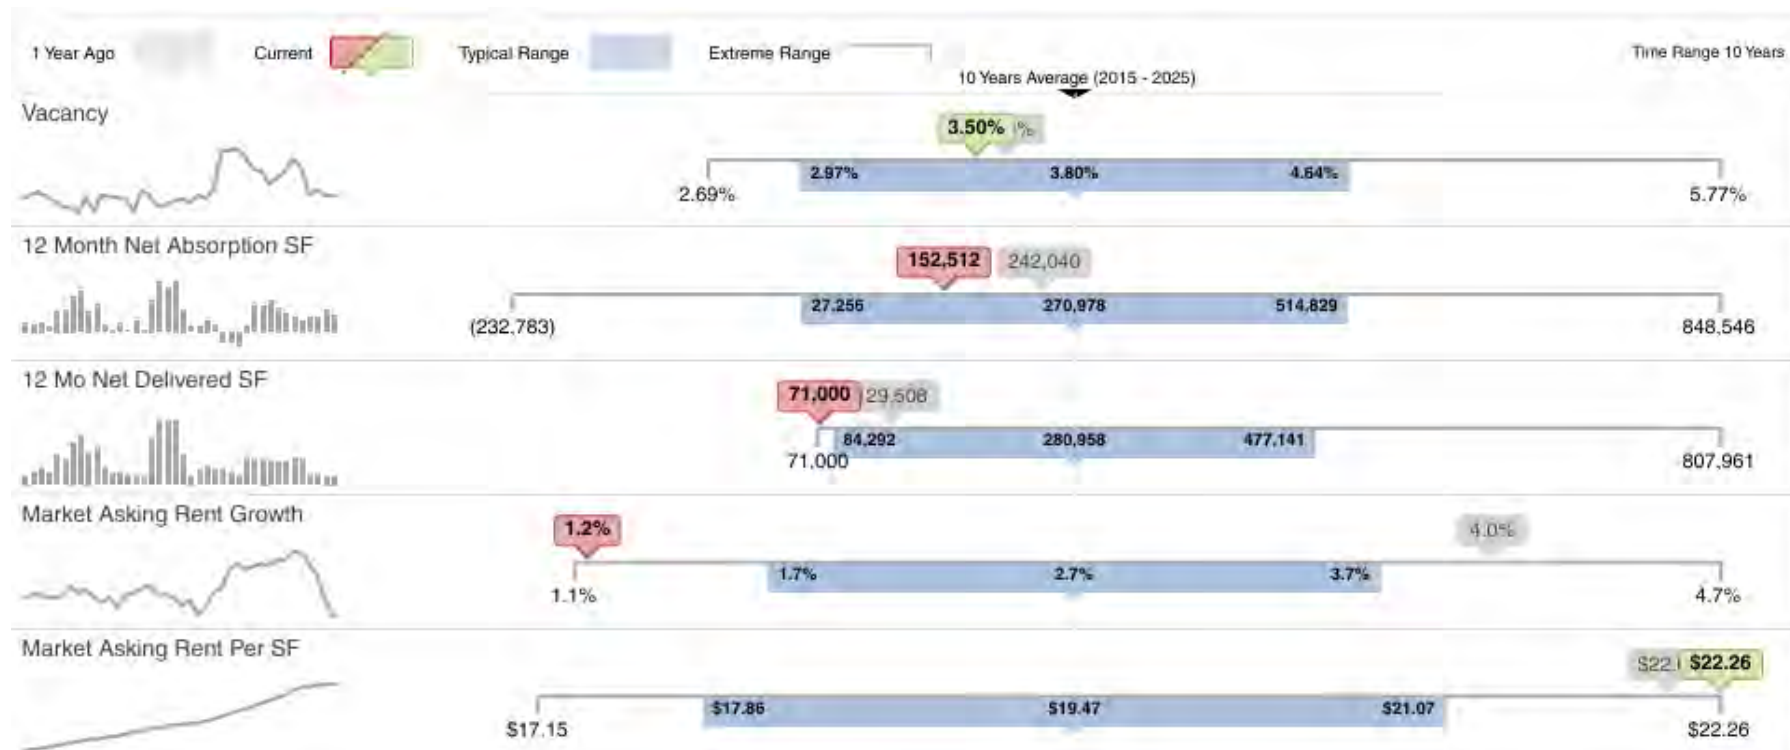 1 Year Ago Current Typical Range Extreme Range Time Range 10 Years
10 Years Average (2015 - 2025)
Vacancy
3.50% %
2.97% 3.80% 4.64%
2.69% 5.77%
12 Month Net Absorption SF
152,512 242,040
27,256 270,978 514,829
(232,783) 848,546
12 Mo Net Delivered SF
71,000 29,508
84,292 280,958 477,141
71,000 807,961
Market Asking Rent Growth
1.2% 4.0%
1.7% 2.7% 3.7%
1.1% 4.7%
Market Asking Rent Per SF
$22. $22.26
$17.86 $19.47 $21.07
$17.15 $22.26